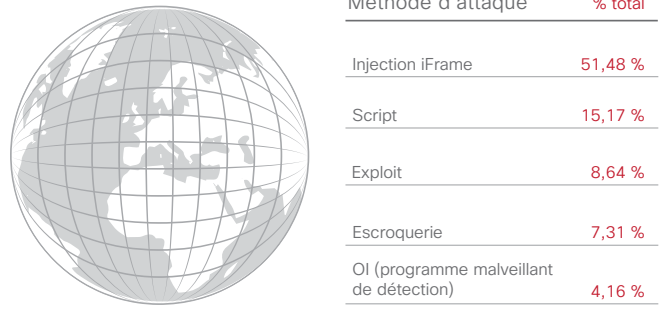 Méthode d'attaque % total
Injection iFrame 51,48 %
Script 15,17 %
Exploit 8,64 %
Escroquerie 7,31 %
OI (programme malveillant
de détection) 4,16 %